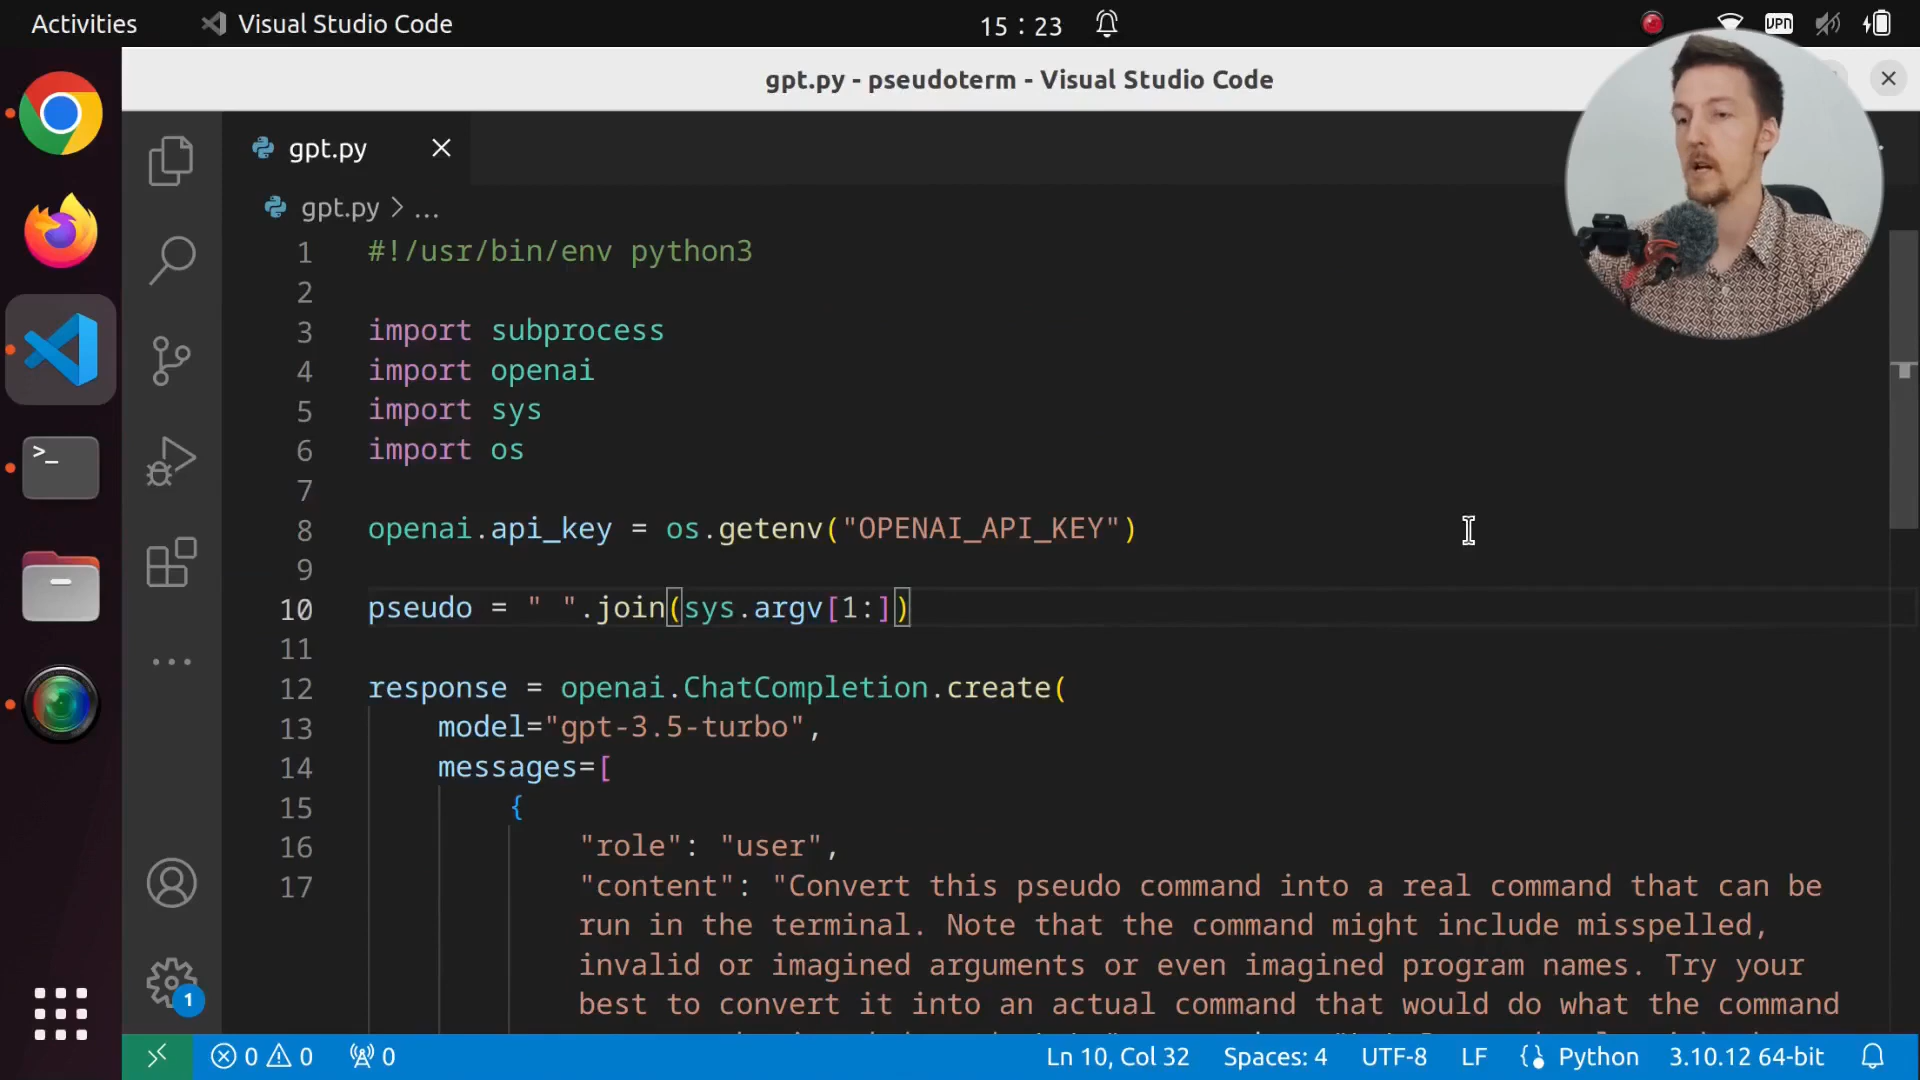 Activities
Visual Studio Code
15 : 23
VPN
gpt.py - pseudoterm - Visual Studio Code
gpt.py
gpt.py > ...
1 #!/usr/bin/env python3
2
3 import subprocess
4 import openai
5 import sys
6 import os
7
8 openai.api_key = os.getenv("OPENAI_API_KEY")
9
10 pseudo = " ".join(sys.argv[1:])
11
12 response = openai.ChatCompletion.create(
13 model="gpt-3.5-turbo",
14 messages=[
15 {
16 "role": "user",
17 "content": "Convert this pseudo command into a real command that can be
run in the terminal. Note that the command might include misspelled,
invalid or imagined arguments or even imagined program names. Try your
best to convert it into an actual command that would do what the command
1
0 0 0 Ln 10, Col 32 Spaces: 4 UTF-8 LF Python 3.10.12 64-bit